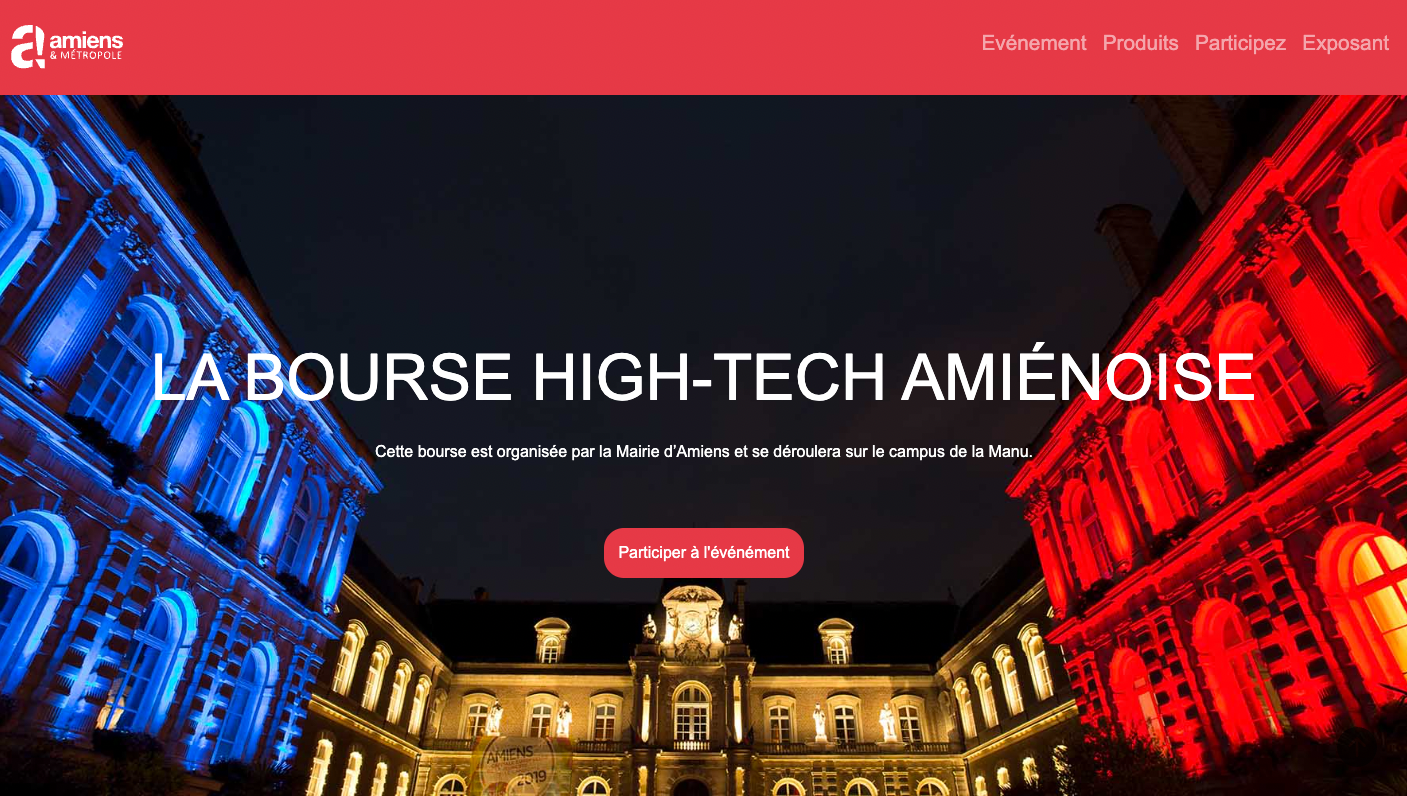 amiens
& MÉTROPOLE
Evénement Produits Participez Exposant
LA BOURSE HIGH-TECH AMIÉNOISE
Cette bourse est organisée par la Mairie d'Amiens et se déroulera sur le campus de la Manu.
Participer à l'événément
AMIENS
2019